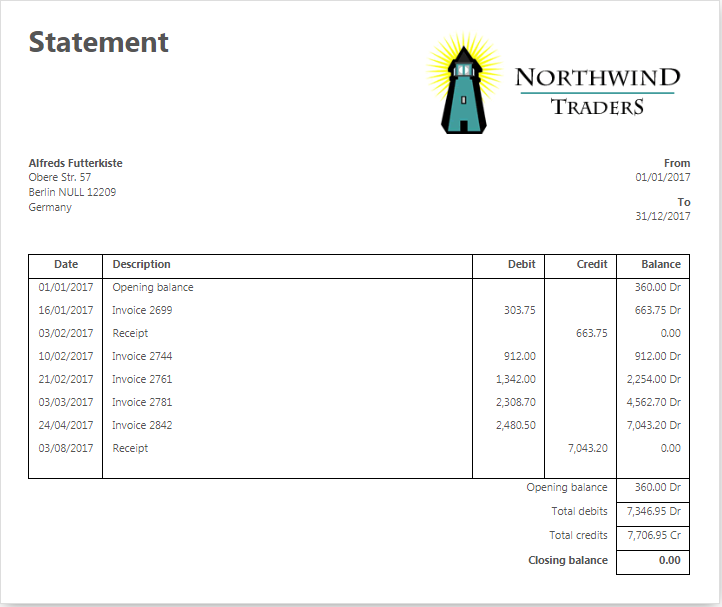 Statement
NORTHWIND
TRADERS
Alfreds Futterkiste
Obere Str. 57
Berlin NULL 12209
Germany
From
01/01/2017
To
31/12/2017
Date Description Debit Credit Balance
01/01/2017 Opening balance 360.00 Dr
16/01/2017 Invoice 2699 303.75 663.75 Dr
03/02/2017 Receipt 663.75 0.00
10/02/2017 Invoice 2744 912.00 912.00 Dr
21/02/2017 Invoice 2761 1,342.00 2,254.00 Dr
03/03/2017 Invoice 2781 2,308.70 4,562.70 Dr
24/04/2017 Invoice 2842 2,480.50 7,043.20 Dr
03/08/2017 Receipt 7,043.20 0.00
Opening balance 360.00 Dr
Total debits 7,346.95 Dr
Total credits 7,706.95 Cr
Closing balance 0.00